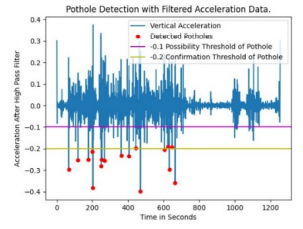 Pothole Detection with Filtered Acceleration Data.
Vertical Acceleration
Detected Potholes
-0.1 Possibility Threshold of Pothole
-0.2 Confirmation Threshold of Pothole
Acceleration After High Pass Filter
0.4
0.3
0.2
0.1
0.0
−0.1
−0.2
−0.3
−0.4
0
200
400
600
800
1000
1200
Time in Seconds